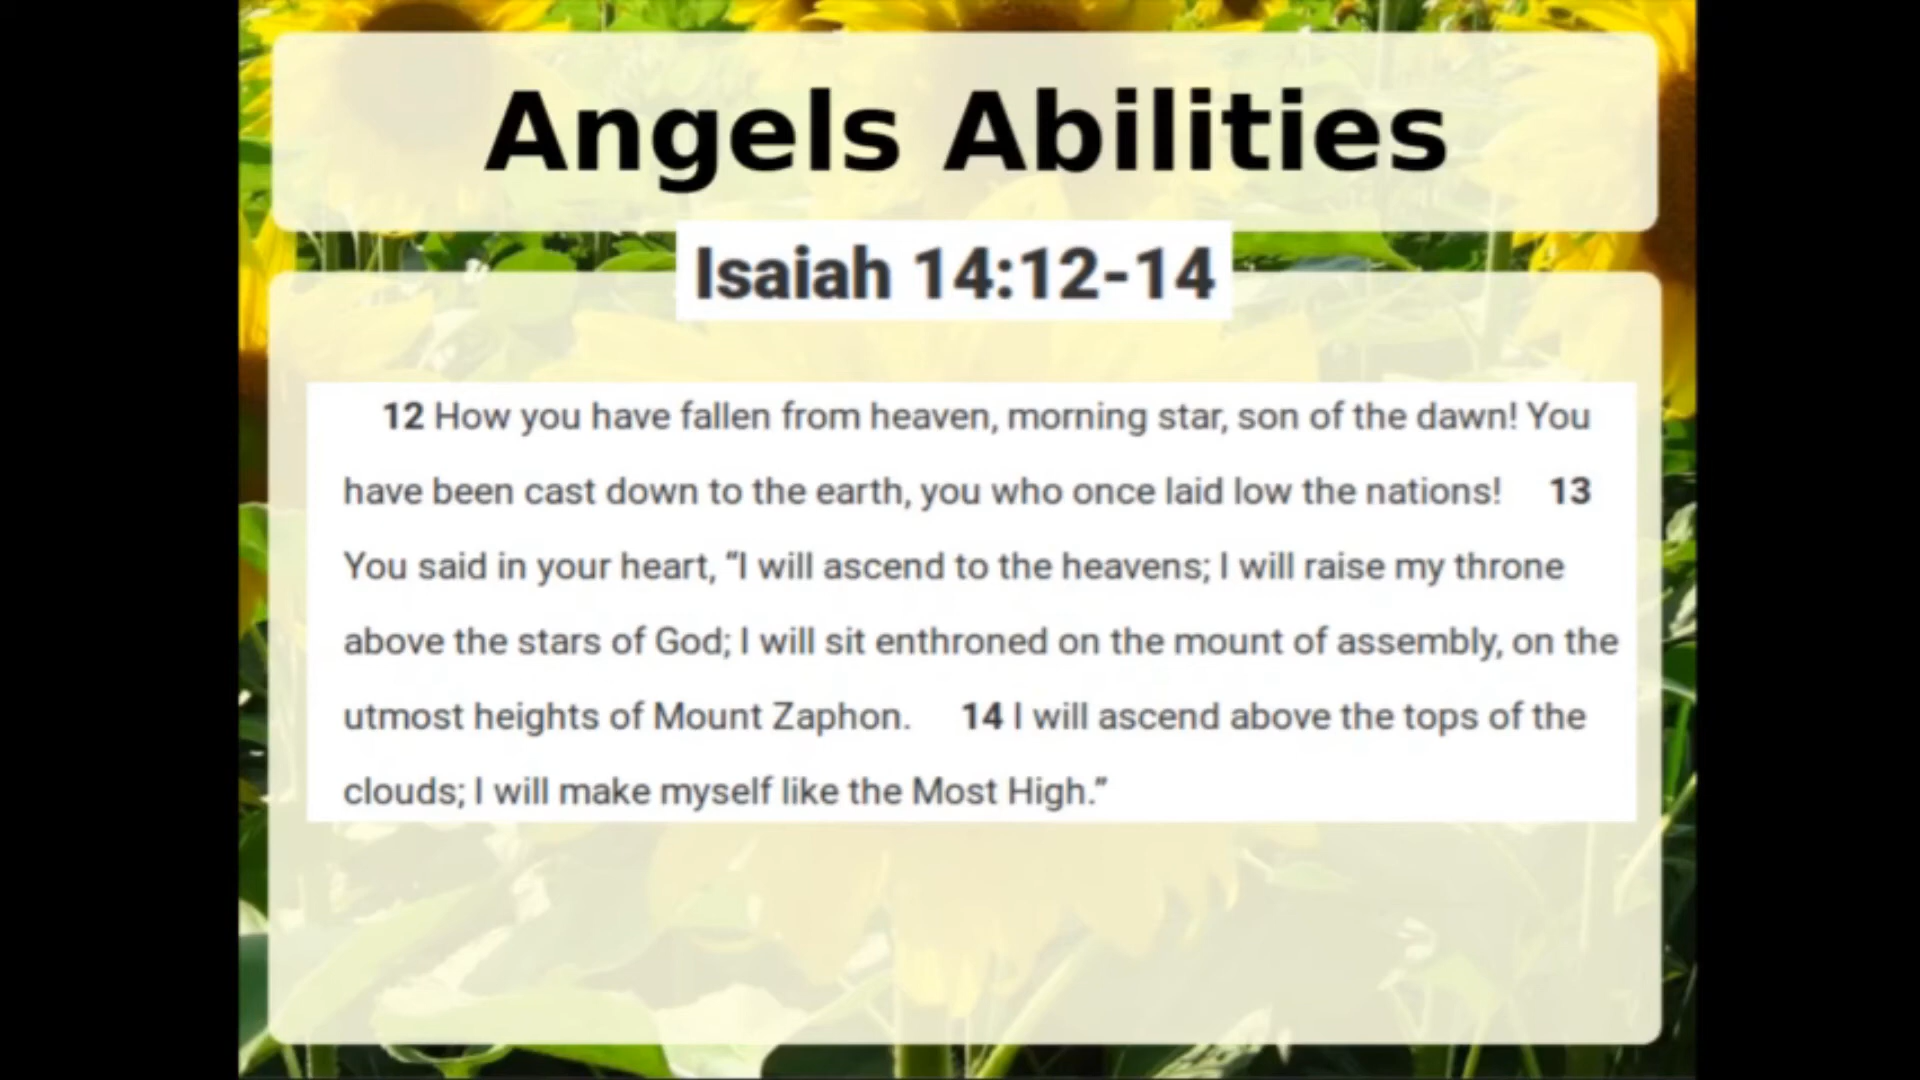 Angels Abilities
Isaiah 14:12-14
12 How you have fallen from heaven, morning star, son of the dawn! You
have been cast down to the earth, you who once laid low the nations! 13
You said in your heart, “I will ascend to the heavens; I will raise my throne
above the stars of God; I will sit enthroned on the mount of assembly, on the
utmost heights of Mount Zaphon. 14 I will ascend above the tops of the
clouds; I will make myself like the Most High.”